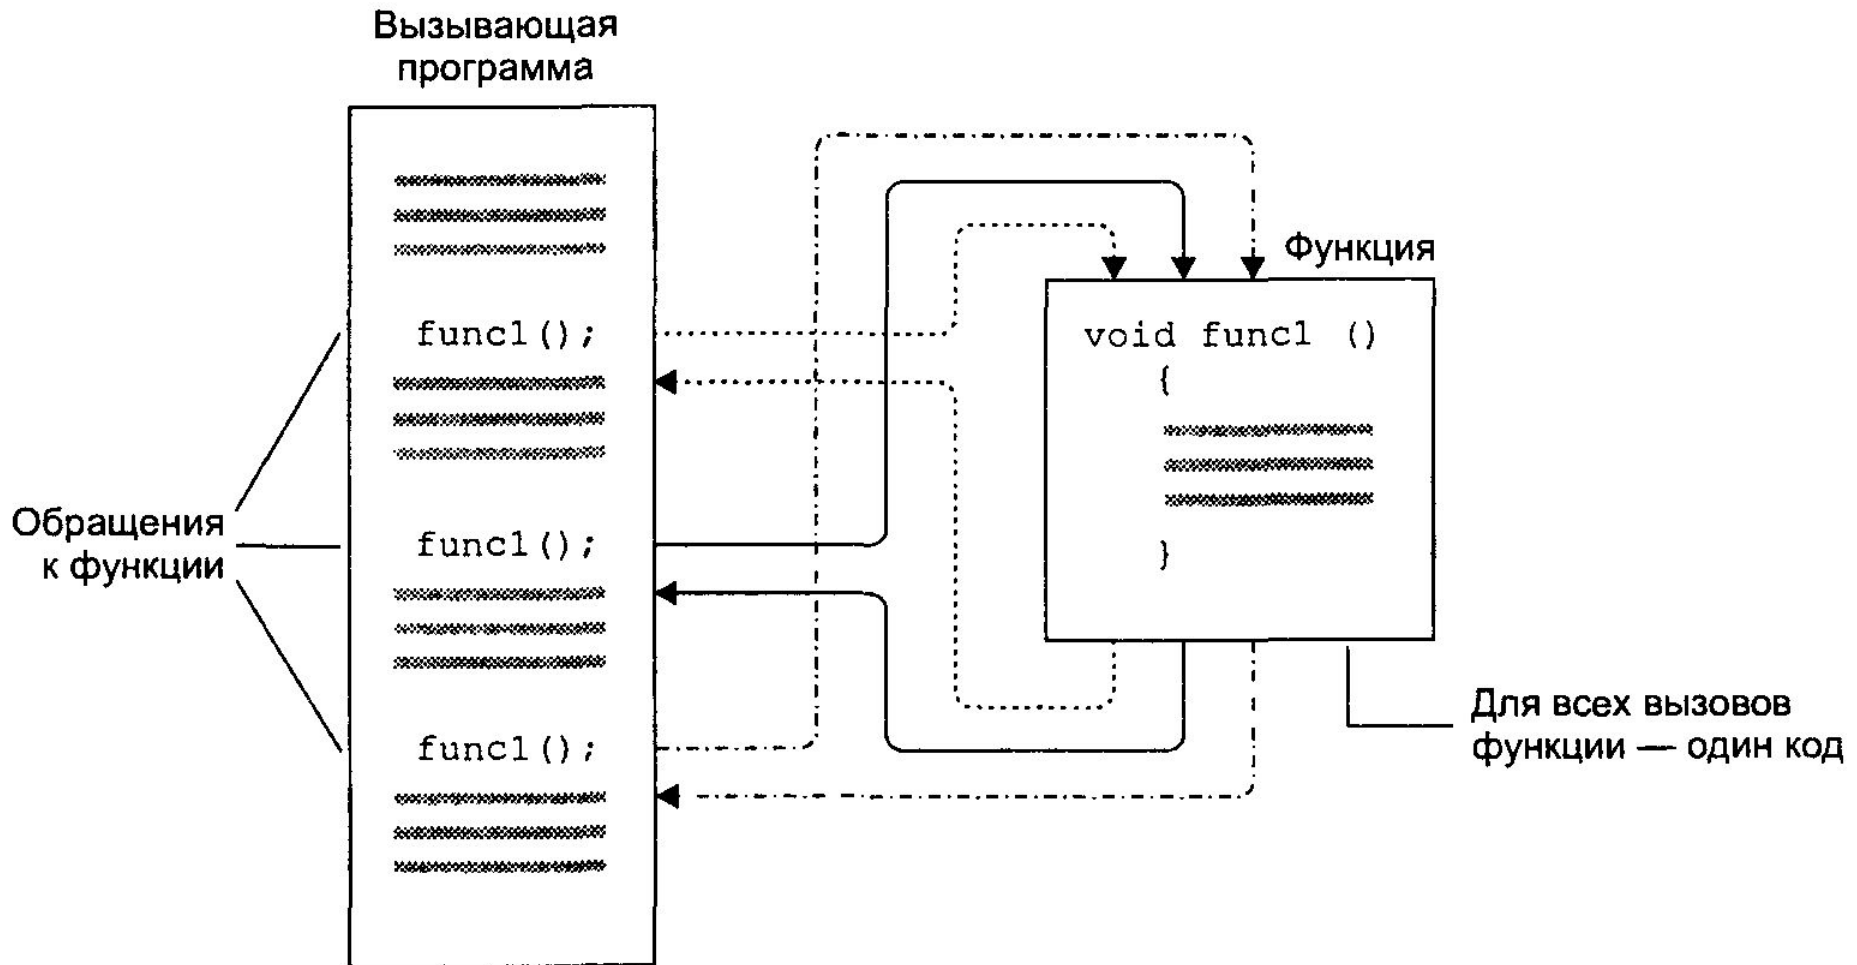 Вызывающая
программа
Функция
func1();
void func1 ()
{
Обращения
к функции
func1();
}
func1();
Для всех вызовов
функции — один код